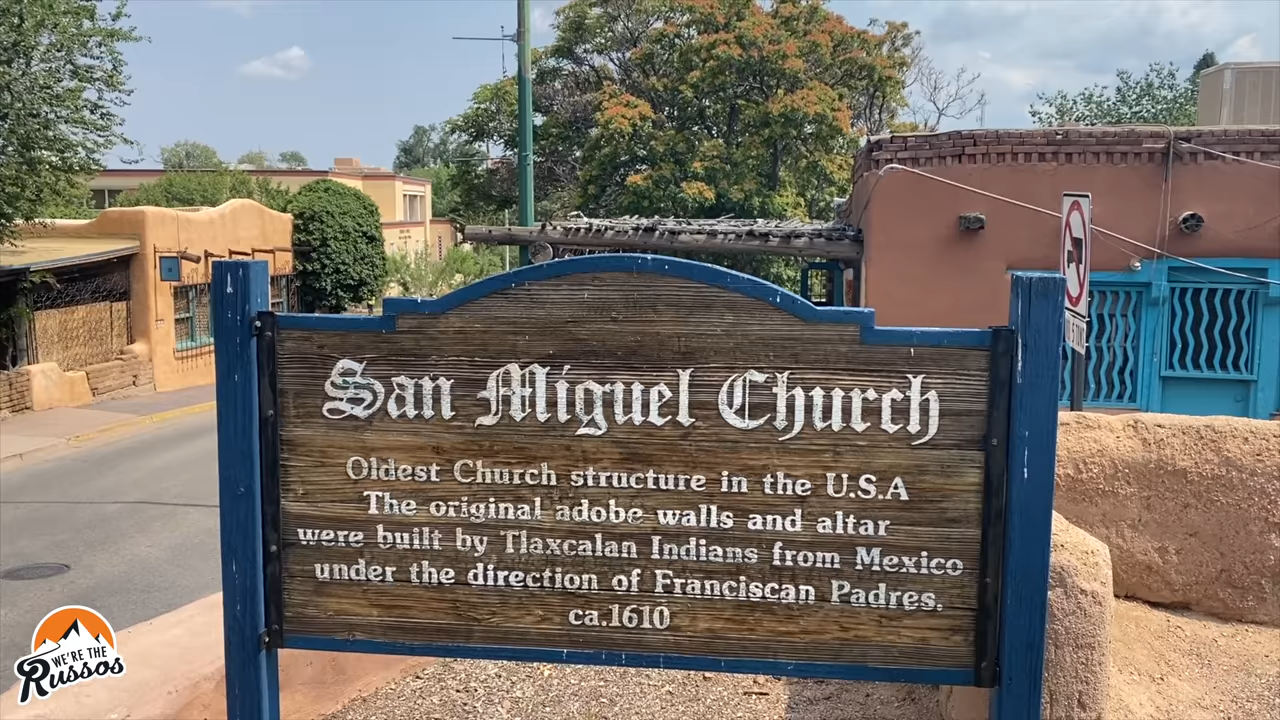 San Miguel Church
Oldest Church structure in the U.S.A
The original adobe walls and altar
were built by Tlaxcalan Indians from Mexico
under the direction of Franciscan Padres.
ca.1610
WE'RE THE
RUSSOS